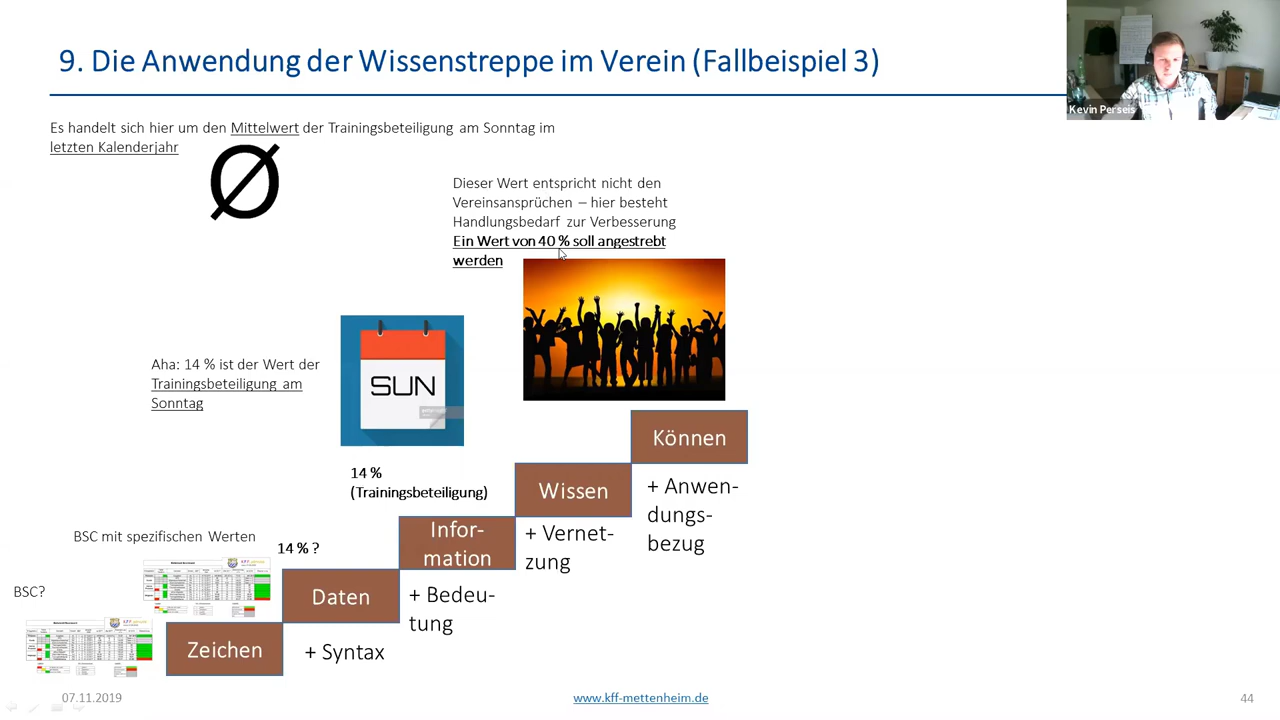 9. Die Anwendung der Wissenstreppe im Verein (Fallbeispiel 3)
Kevin Perseis
Es handelt sich hier um den Mittelwert der Trainingsbeteiligung am Sonntag im
letzten Kalenderjahr
Ø
Dieser Wert entspricht nicht den
Vereinsansprüchen – hier besteht
Handlungsbedarf zur Verbesserung
Ein Wert von 40 % soll angestrebt
werden
Aha: 14 % ist der Wert der
Trainingsbeteiligung am
Sonntag
SUN
Können
14 %
(Trainingsbeteiligung)
Wissen
+ Anwen-
dungs-
bezug
BSC mit spezifischen Werten
14 % ?
Infor-
mation
+ Vernet-
zung
BSC?
Daten
+ Bedeu-
tung
Zeichen
+ Syntax
07.11.2019
www.kff-mettenheim.de
44